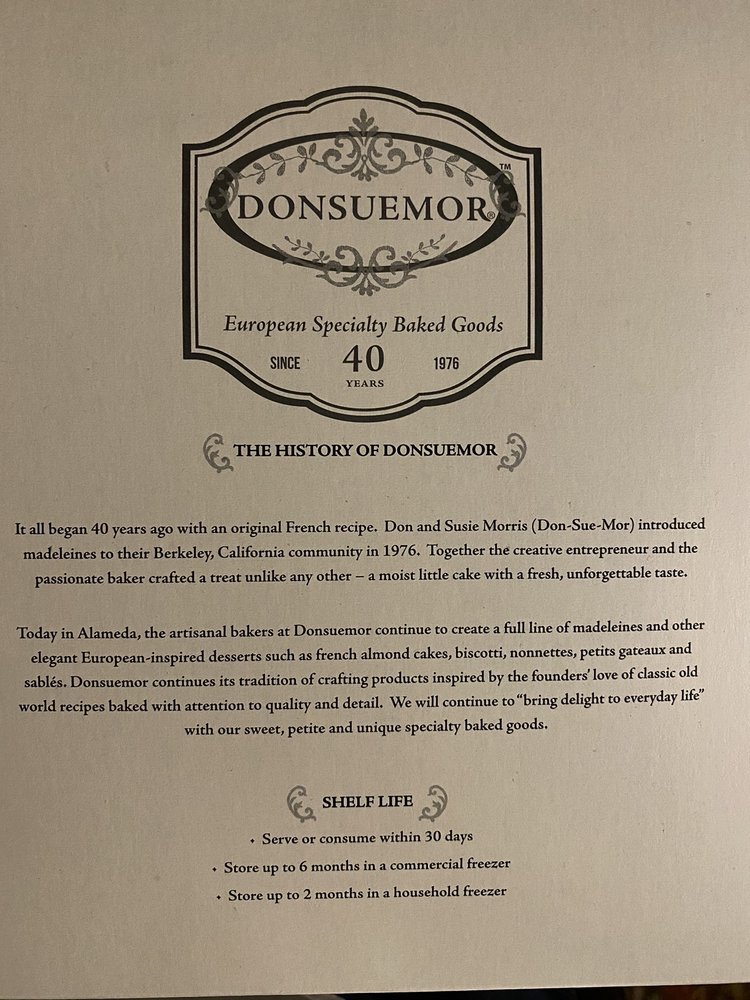 DONSUEMOR® ™
European Specialty Baked Goods
SINCE 40 1976
YEARS
THE HISTORY OF DONSUEMOR
It all began 40 years ago with an original French recipe. Don and Susie Morris (Don-Sue-Mor) introduced
madeleines to their Berkeley, California community in 1976. Together the creative entrepreneur and the
passionate baker crafted a treat unlike any other – a moist little cake with a fresh, unforgettable taste.
Today in Alameda, the artisanal bakers at Donsuemor continue to create a full line of madeleines and other
elegant European-inspired desserts such as french almond cakes, biscotti, nonnettes, petits gateaux and
sablés. Donsuemor continues its tradition of crafting products inspired by the founders' love of classic old
world recipes baked with attention to quality and detail. We will continue to “bring delight to everyday life”
with our sweet, petite and unique specialty baked goods.
SHELF LIFE
• Serve or consume within 30 days
• Store up to 6 months in a commercial freezer
• Store up to 2 months in a household freezer